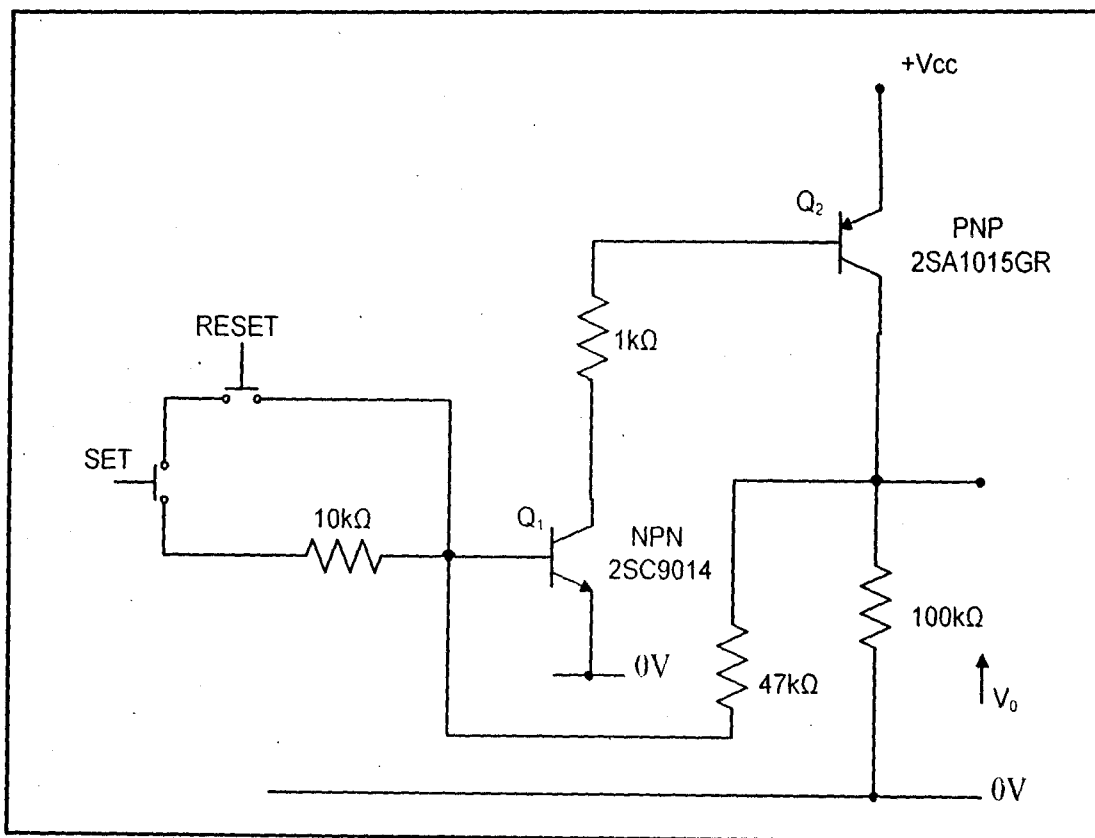 +Vcc
Q₂
PNP
2SA1015GR
RESET
1kΩ
SET
10kΩ
Q₁
NPN
2SC9014
100kΩ
0V
47kΩ
V₀
0V